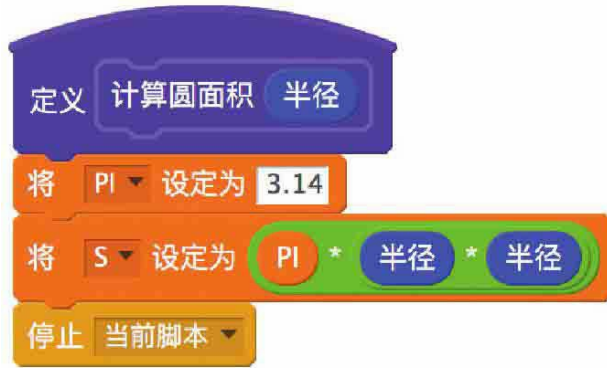 定义 计算圆面积 半径
将 PI 设定为 3.14
将 S 设定为 PI * 半径 * 半径
停止 当前脚本